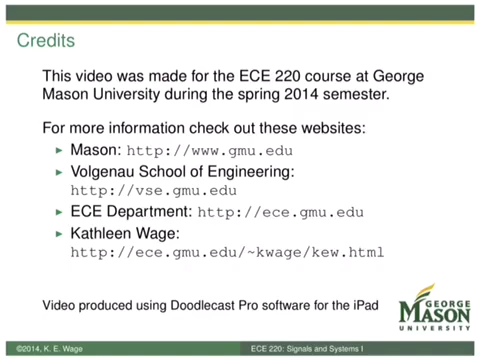 Credits
This video was made for the ECE 220 course at George
Mason University during the spring 2014 semester.
For more information check out these websites:
▶ Mason: http://www.gmu.edu
▶ Volgenau School of Engineering:
http://vse.gmu.edu
▶ ECE Department: http://ece.gmu.edu
▶ Kathleen Wage:
http://ece.gmu.edu/~kwage/kew.html
Video produced using Doodlecast Pro software for the iPad
GEORGE
MASON
UNIVERSITY
©2014, K. E. Wage
ECE 220: Signals and Systems I